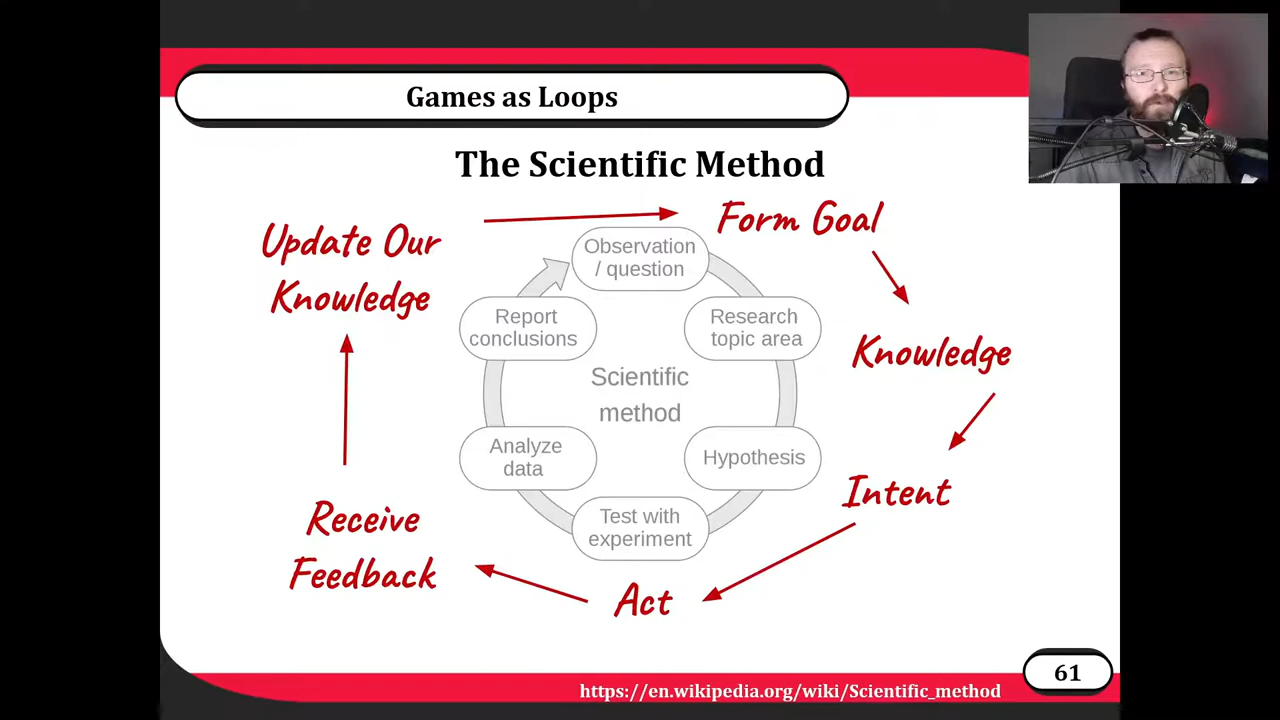 Games as Loops
The Scientific Method
Update Our
Knowledge
Form Goal
Observation
/ question
Report
conclusions
Research
topic area
Knowledge
Scientific
method
Analyze
data
Hypothesis
Intent
Receive
Feedback
Test with
experiment
Act
61
https://en.wikipedia.org/wiki/Scientific_method